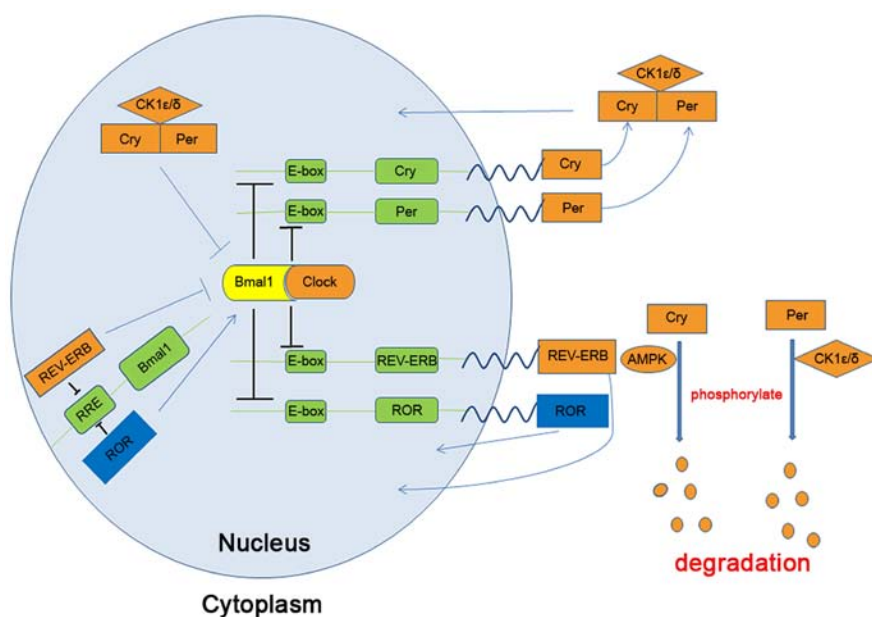 CK1ε/δ
Cry Per
CK1ε/δ
Cry Per
E-box Cry Cry
E-box Per Per
Bmal1 Clock
Cry Per
REV-ERB
Bmal1
E-box REV-ERB REV-ERB
AMPK
CK1ε/δ
phosphorylate
RRE
ROR
E-box ROR ROR
Nucleus
degradation
Cytoplasm